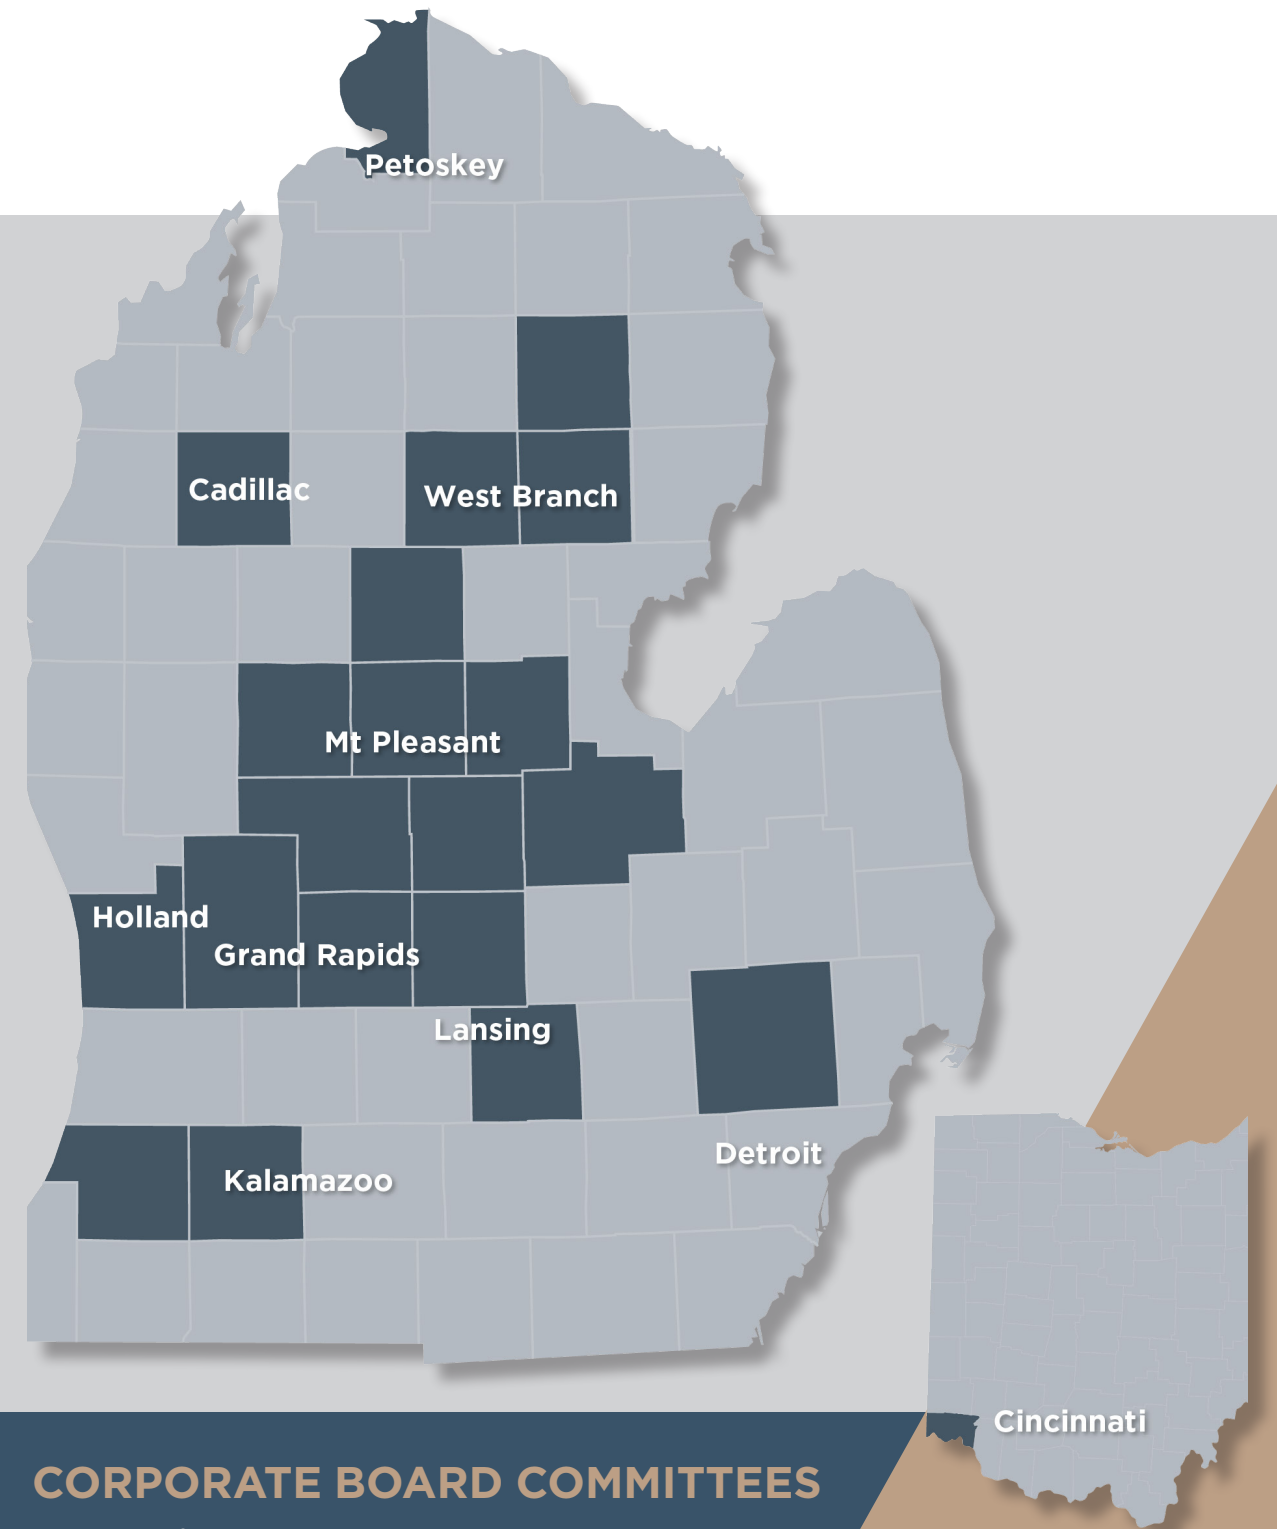 Petoskey
Cadillac
West Branch
Mt Pleasant
Holland
Grand Rapids
Lansing
Detroit
Kalamazoo
Cincinnati
CORPORATE BOARD COMMITTEES